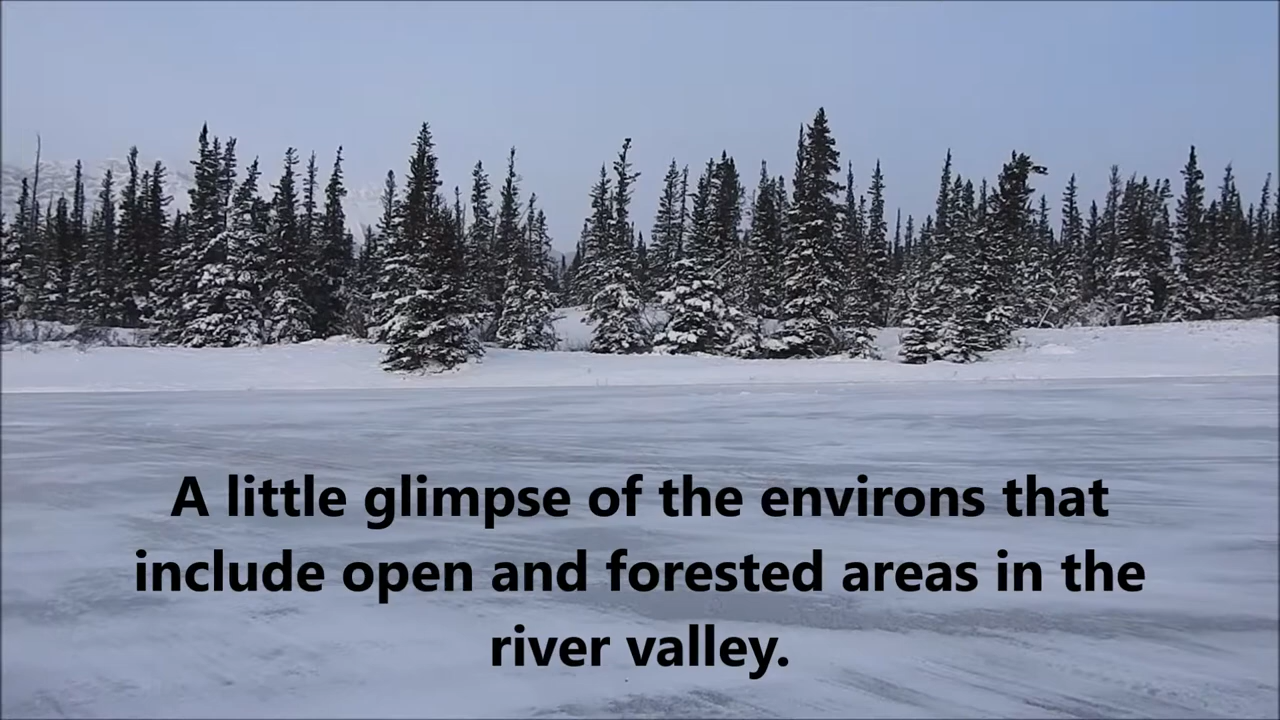 A little glimpse of the environs that
include open and forested areas in the
river valley.